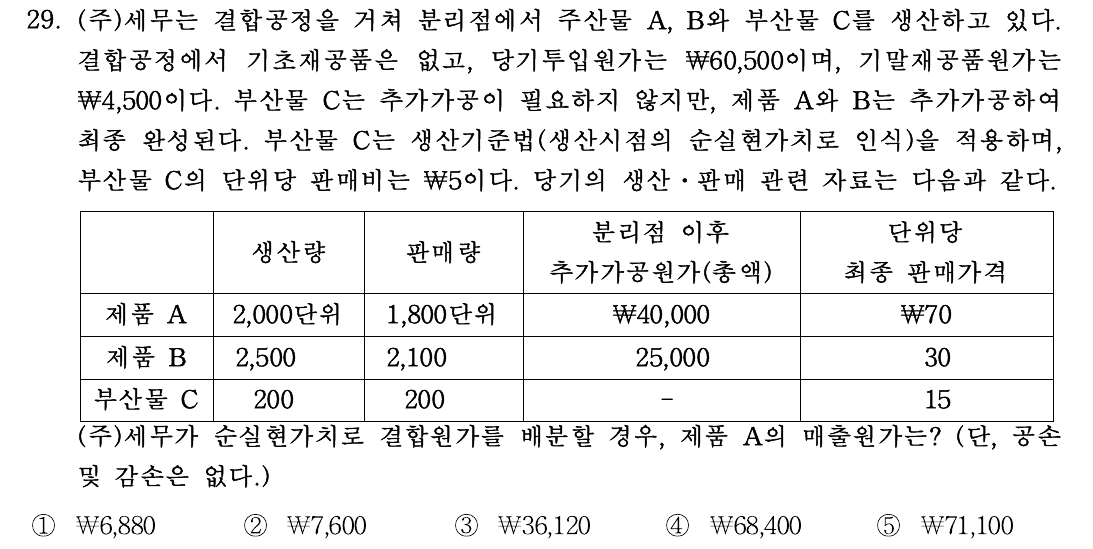 29. (주)세무는 결합공정을 거쳐 분리점에서 주산물 A, B와 부산물 C를 생산하고 있다.
결합공정에서 기초재공품은 없고, 당기투입원가는 ₩60,500이며, 기말재공품원가는
₩4,500이다. 부산물 C는 추가가공이 필요하지 않지만, 제품 A와 B는 추가가공하여
최종 완성된다. 부산물 C는 생산기준법(생산시점의 순실현가치로 인식)을 적용하며,
부산물 C의 단위당 판매비는 ₩5이다. 당기의 생산·판매 관련 자료는 다음과 같다.
생산량 판매량 분리점 이후 추가가공원가(총액) 단위당 최종 판매가격
제품 A 2,000단위 1,800단위 ₩40,000 ₩70
제품 B 2,500 2,100 25,000 30
부산물 C 200 200 - 15
(주)세무가 순실현가치로 결합원가를 배분할 경우, 제품 A의 매출원가는? (단, 공손
및 감손은 없다.)
① ₩6,880 ② ₩7,600 ③ ₩36,120 ④ ₩68,400 ⑤ ₩71,100